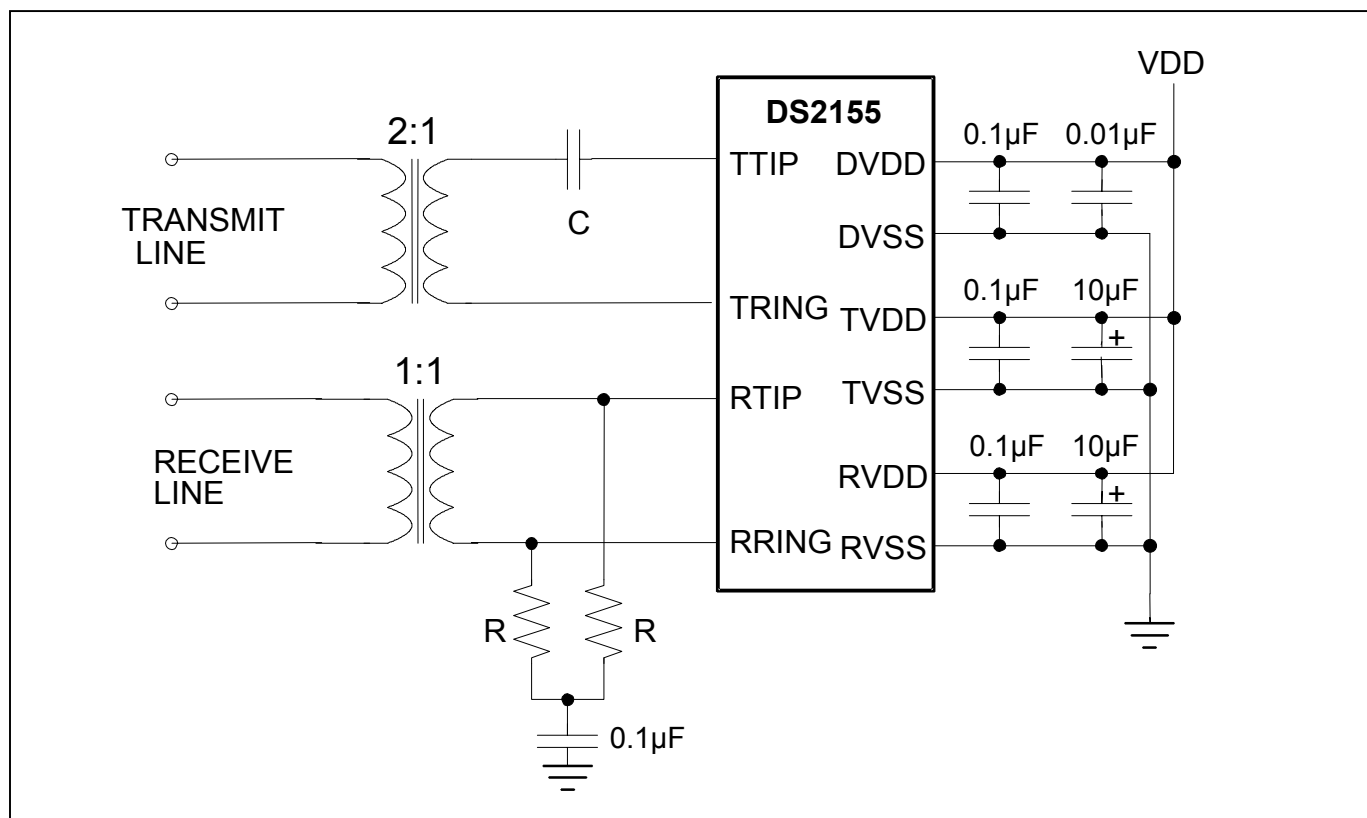 VDD
DS2155
2:1
0.1µF
0.01µF
TTIP
DVDD
TRANSMIT
LINE
C
DVSS
0.1µF
10µF
TRING
TVDD
+
1:1
RTIP
TVSS
0.1µF
10µF
RECEIVE
LINE
RVDD
+
RRING
RVSS
R
R
0.1µF